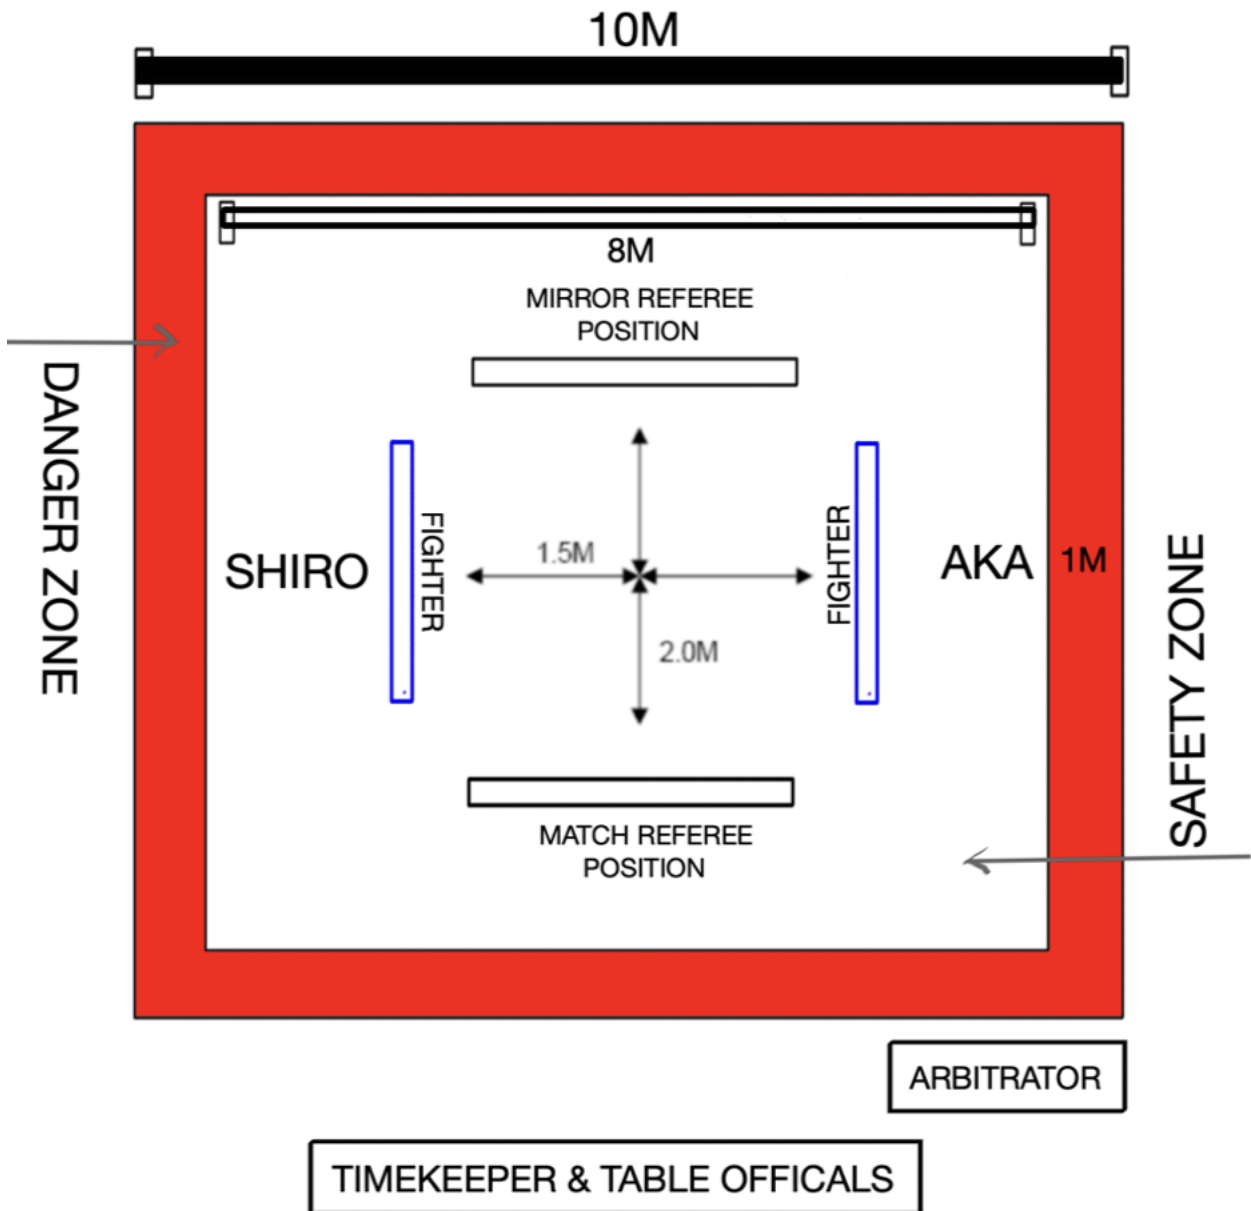 10M
8M
MIRROR REFEREE
POSITION
DANGER ZONE
SHIRO
FIGHTER
1.5M
2.0M
FIGHTER
AKA
1M
SAFETY ZONE
MATCH REFEREE
POSITION
ARBITRATOR
TIMEKEEPER & TABLE OFFICALS